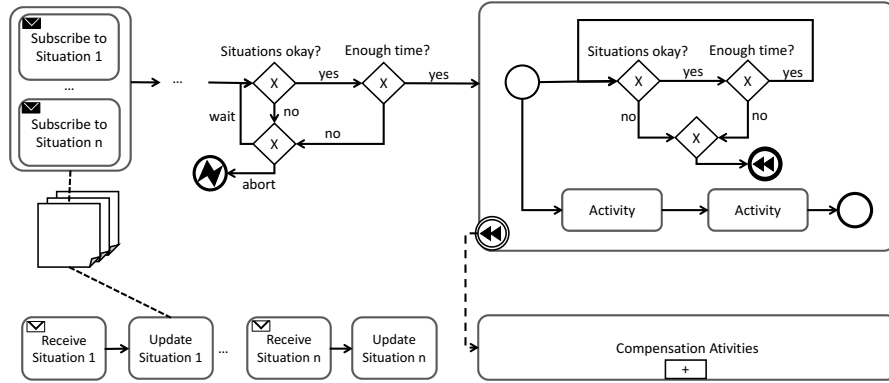 Subscribe to
Situation 1
...
Subscribe to
Situation n
...
Situations okay?
Enough time?
X
yes
X
yes
no
wait
no
X
abort
Situations okay?
Enough time?
X
yes
X
yes
no
no
X
Activity
Activity
Receive
Situation 1
Update
Situation 1
...
Receive
Situation n
Update
Situation n
Compensation Ativities
+